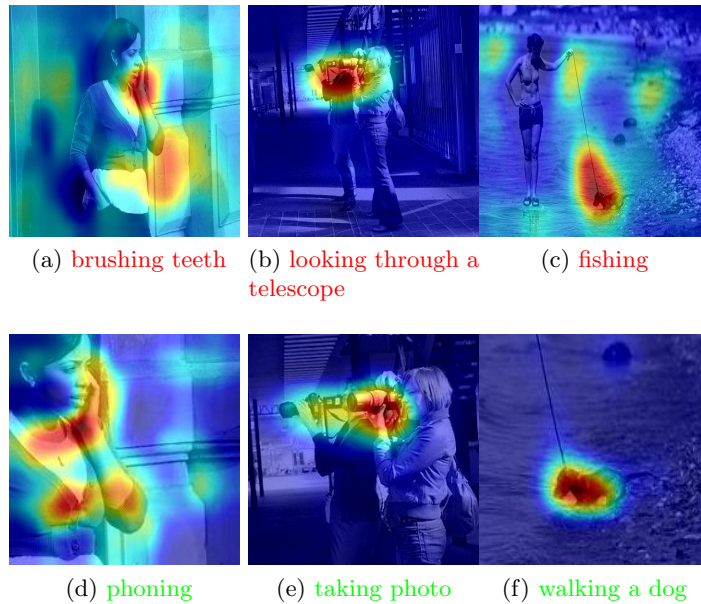 (a) brushing teeth
(b) looking through a
telescope
(c) fishing
(d) phoning
(e) taking photo
(f) walking a dog